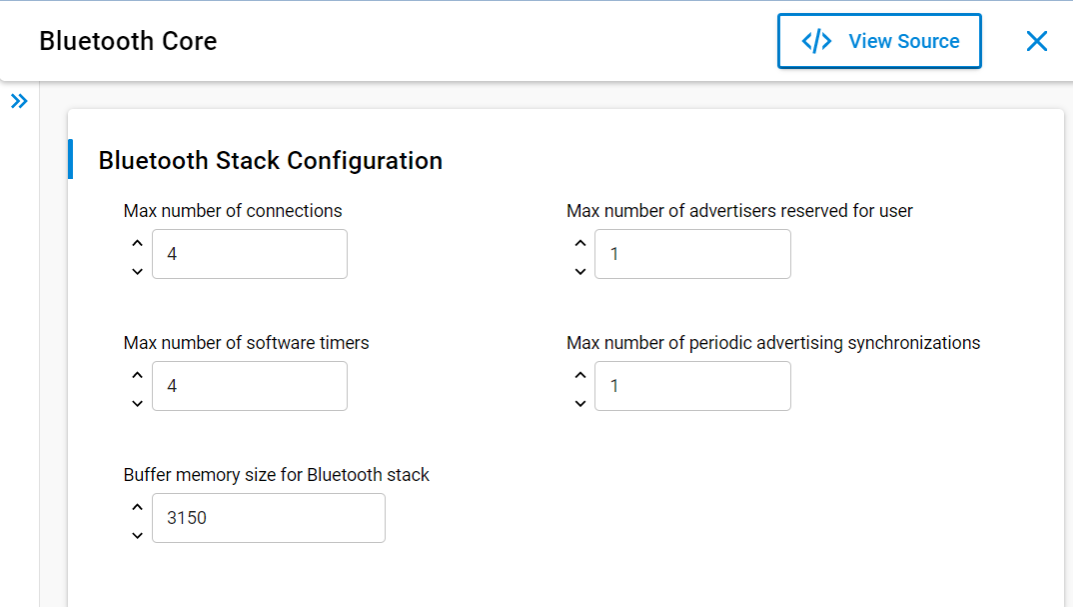 Bluetooth Core
</> View Source
Bluetooth Stack Configuration
Max number of connections
4
Max number of advertisers reserved for user
1
Max number of software timers
4
Max number of periodic advertising synchronizations
1
Buffer memory size for Bluetooth stack
3150